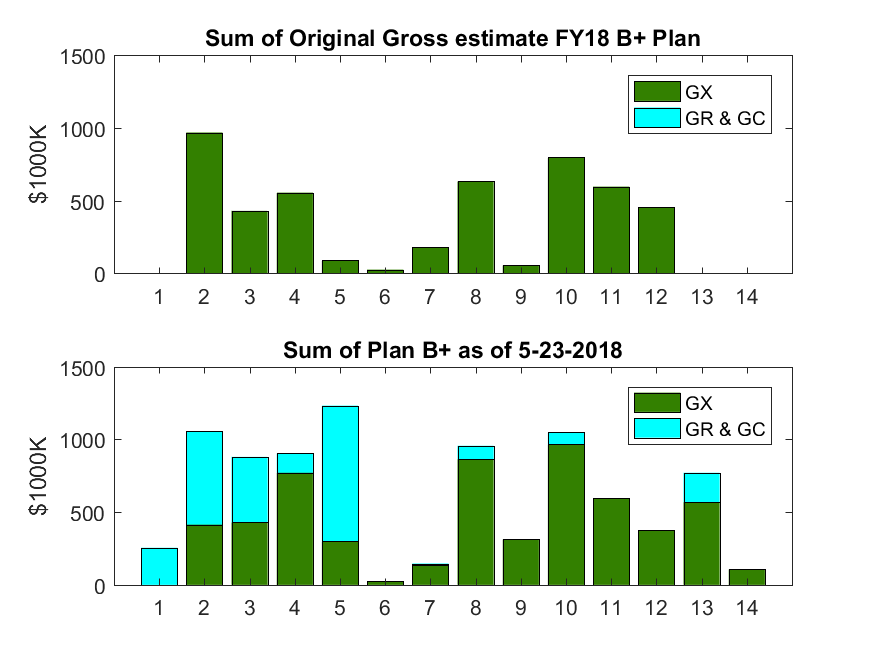 Sum of Original Gross estimate FY18 B+ Plan
1500
1000
500
0
$1000K
GX
GR & GC
1 2 3 4 5 6 7 8 9 10 11 12 13 14
Sum of Plan B+ as of 5-23-2018
1500
1000
500
0
$1000K
GX
GR & GC
1 2 3 4 5 6 7 8 9 10 11 12 13 14